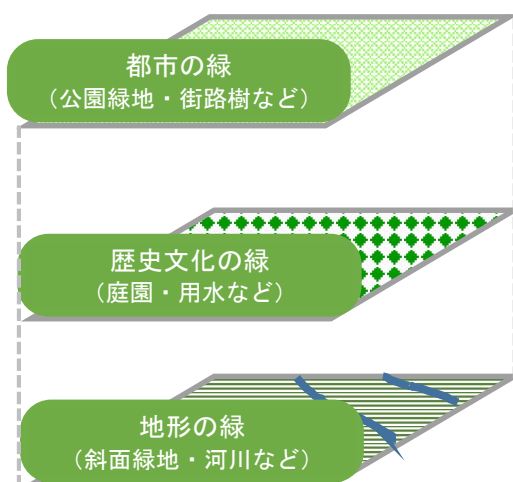 都市の緑
（公園緑地・街路樹など）
歴史文化の緑
（庭園・用水など）
地形の緑
（斜面緑地・河川など）